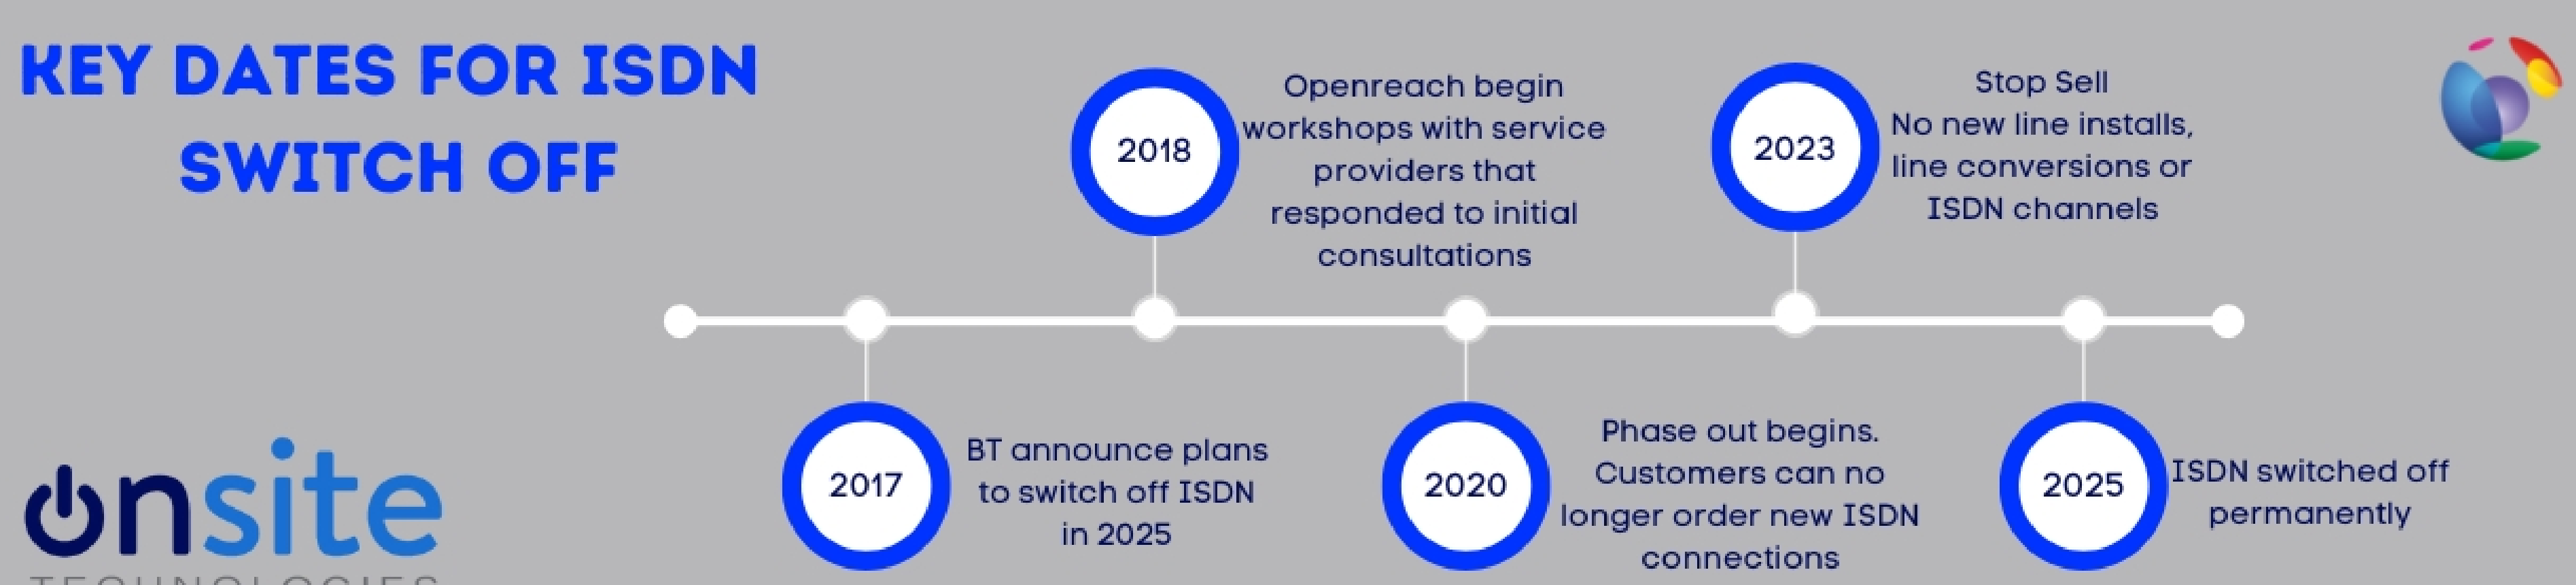 KEY DATES FOR ISDN
SWITCH OFF
2018
Openreach begin
workshops with service
providers that
responded to initial
consultations
2023
Stop Sell
No new line installs,
line conversions or
ISDN channels
2017
BT announce plans
to switch off ISDN
in 2025
2020
Phase out begins.
Customers can no
longer order new ISDN
connections
2025
ISDN switched off
permanently
onsite
TECHNOLOGIES